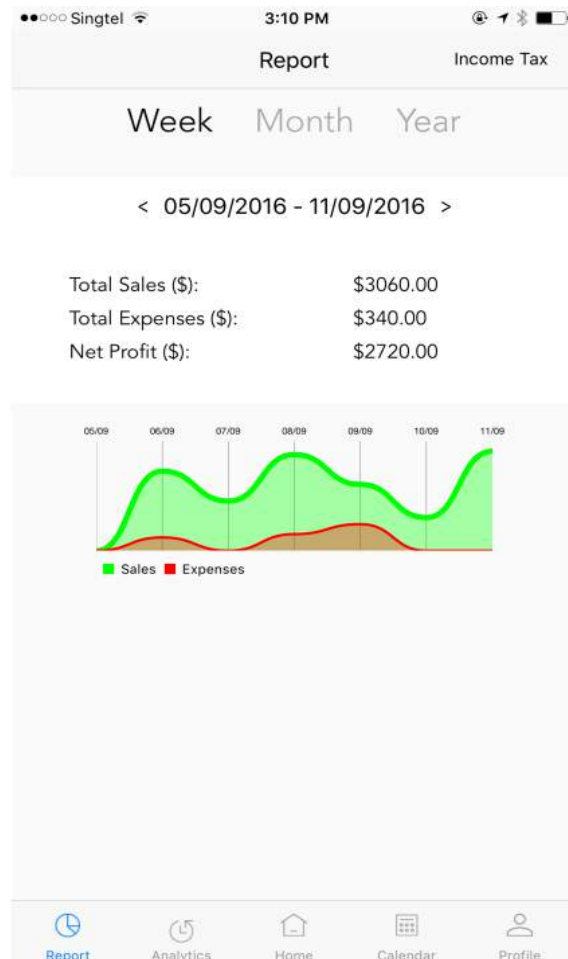 Singtel 3:10 PM
Report Income Tax
Week Month Year
< 05/09/2016 - 11/09/2016 >
Total Sales ($): $3060.00
Total Expenses ($): $340.00
Net Profit ($): $2720.00
05/09 06/09 07/09 08/09 09/09 10/09 11/09
Sales Expenses
Report Analytics Home Calendar Profile